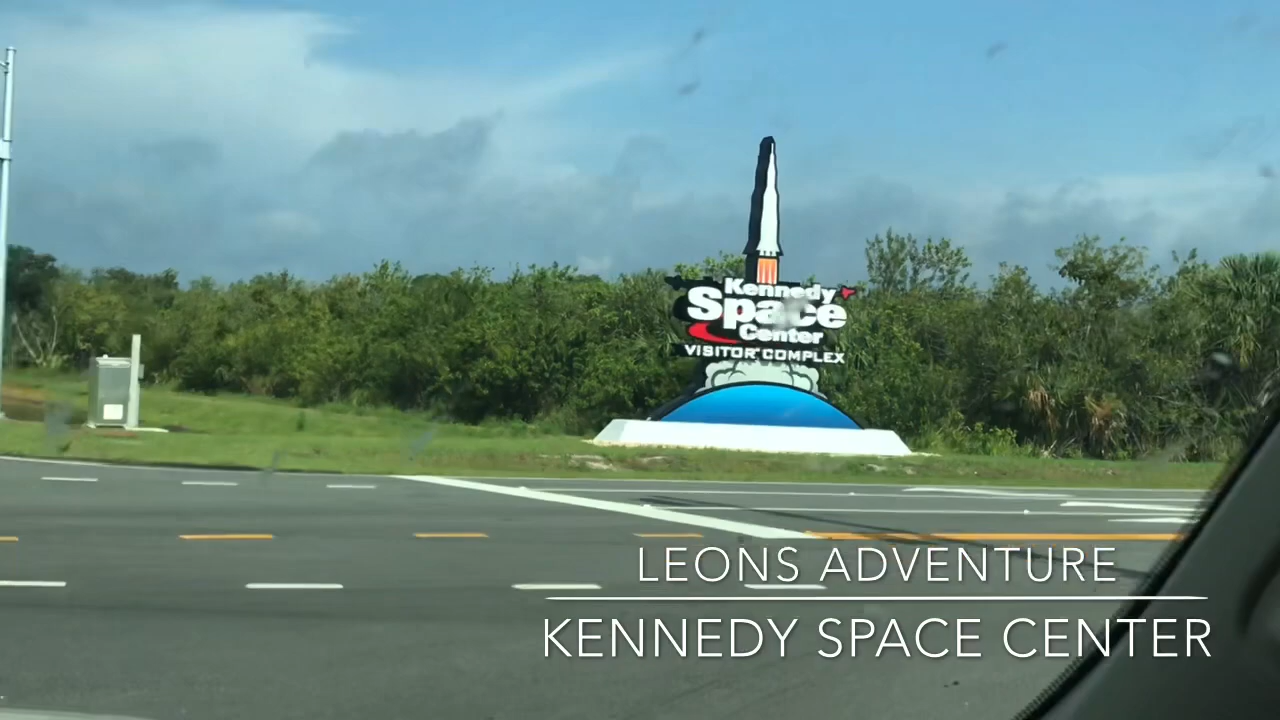 Kennedy
Space
Center
VISITOR COMPLEX
LEONS ADVENTURE
KENNEDY SPACE CENTER